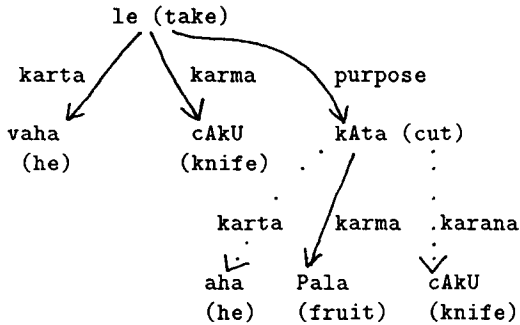 le (take)
karta karma purpose
vaha cAkU kAta (cut)
(he) (knife)
karta karma karana
aha Pala cAkU
(he) (fruit) (knife)